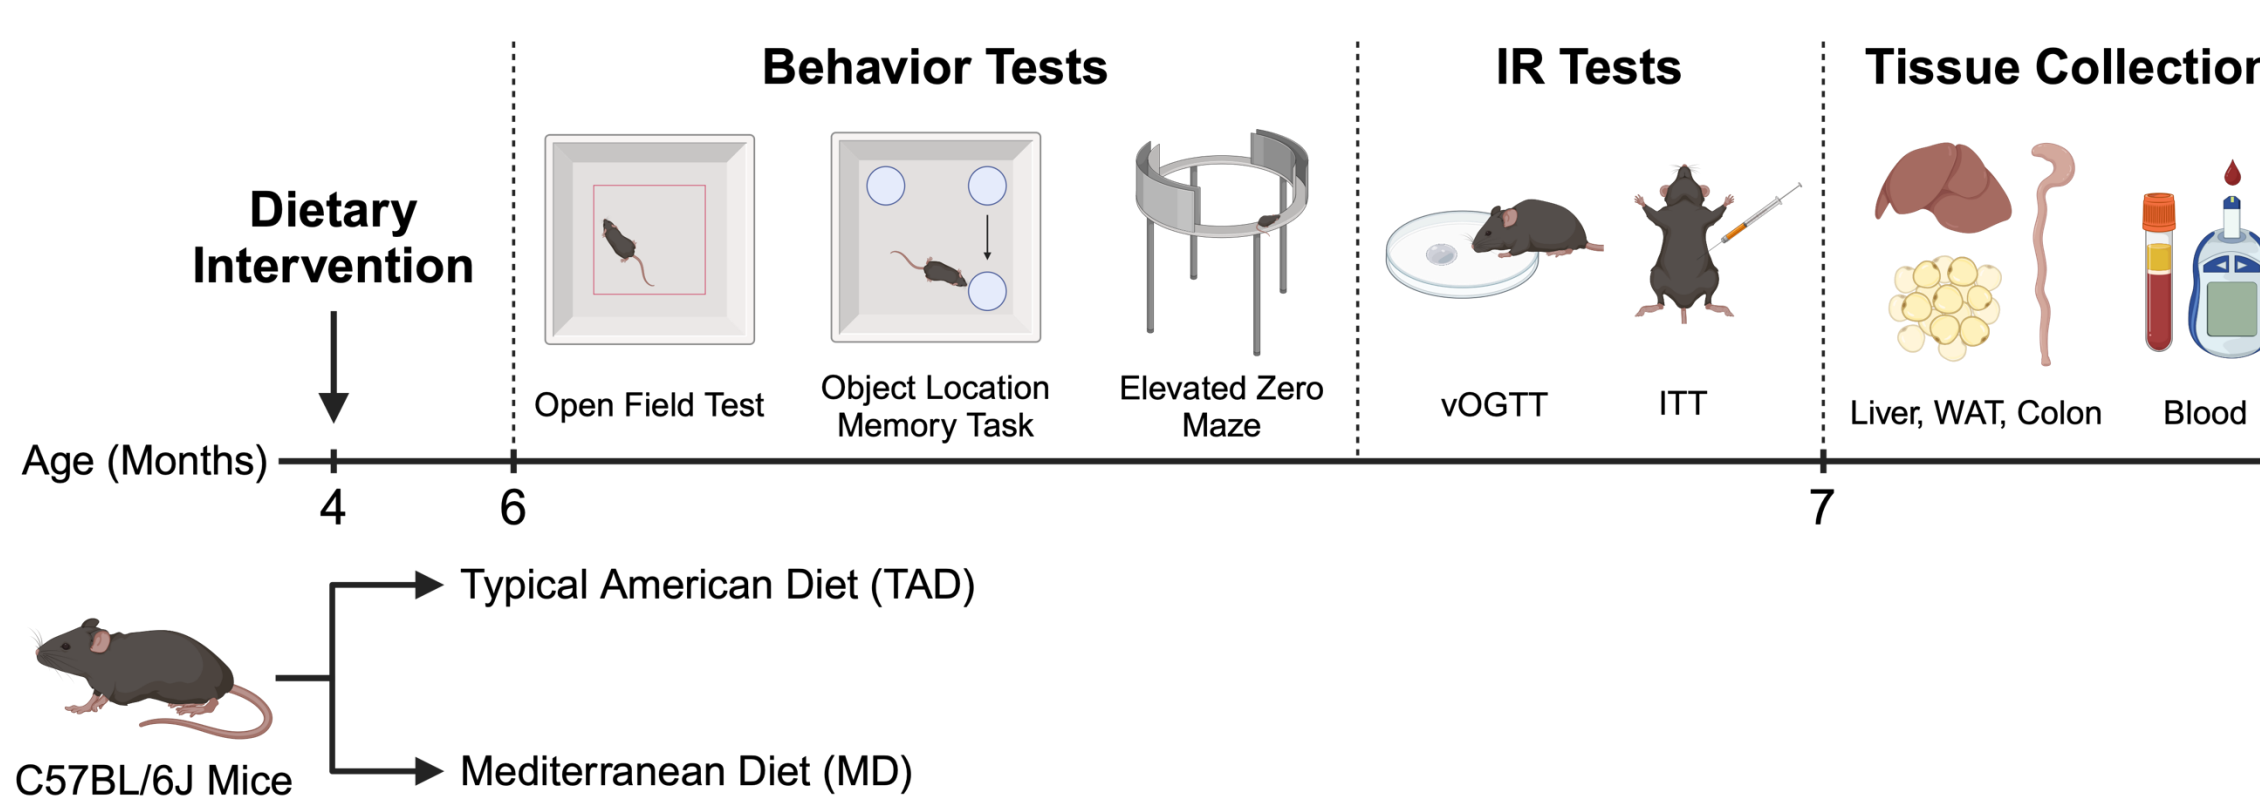 Behavior Tests
IR Tests
Tissue Collection
Dietary
Intervention
Open Field Test
Object Location
Memory Task
Elevated Zero
Maze
vOGTT
ITT
Liver, WAT, Colon
Blood
Age (Months)
4
6
7
Typical American Diet (TAD)
Mediterranean Diet (MD)
C57BL/6J Mice